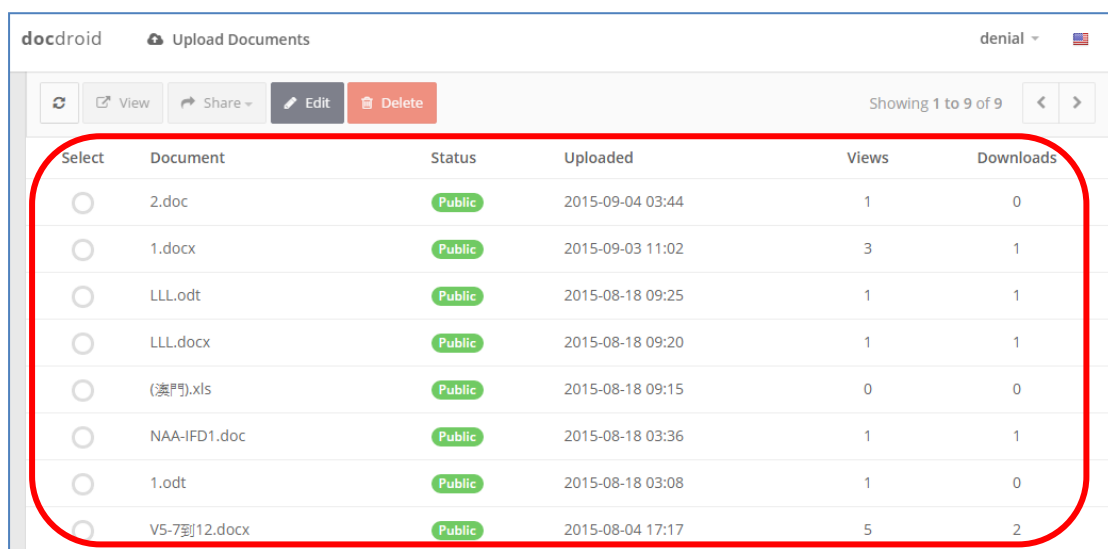 docdroid Upload Documents denial
View Share Edit Delete Showing 1 to 9 of 9
Select Document Status Uploaded Views Downloads
2.doc Public 2015-09-04 03:44 1 0
1.docx Public 2015-09-03 11:02 3 1
LLL.odt Public 2015-08-18 09:25 1 1
LLL.docx Public 2015-08-18 09:20 1 1
(澳門).xls Public 2015-08-18 09:15 0 0
NAA-IFD1.doc Public 2015-08-18 03:36 1 1
1.odt Public 2015-08-18 03:08 1 0
V5-7到12.docx Public 2015-08-04 17:17 5 2